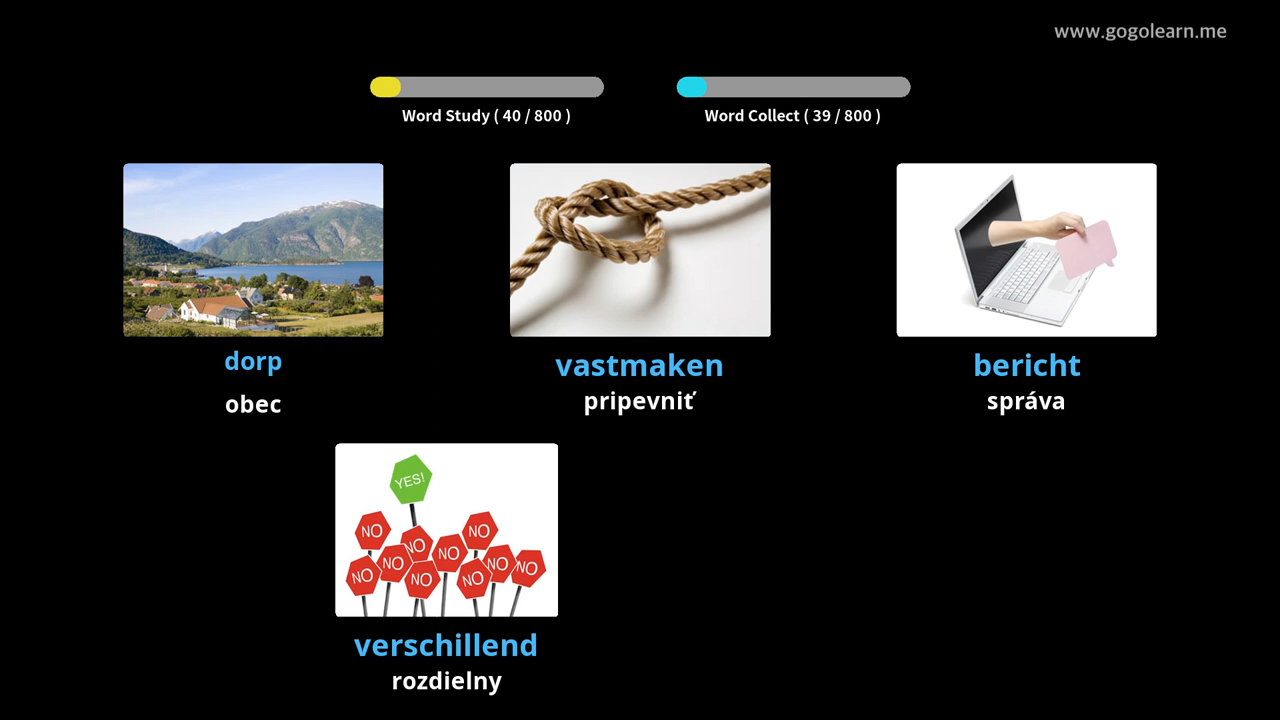 www.gogolearn.me
Word Study ( 40 / 800 )
Word Collect ( 39 / 800 )
dorp
obec
vastmaken
pripevniť
bericht
správa
YES!
NO
NO
NO
NO
NO
NO
NO
NO
NO
NO
verschillend
rozdielny